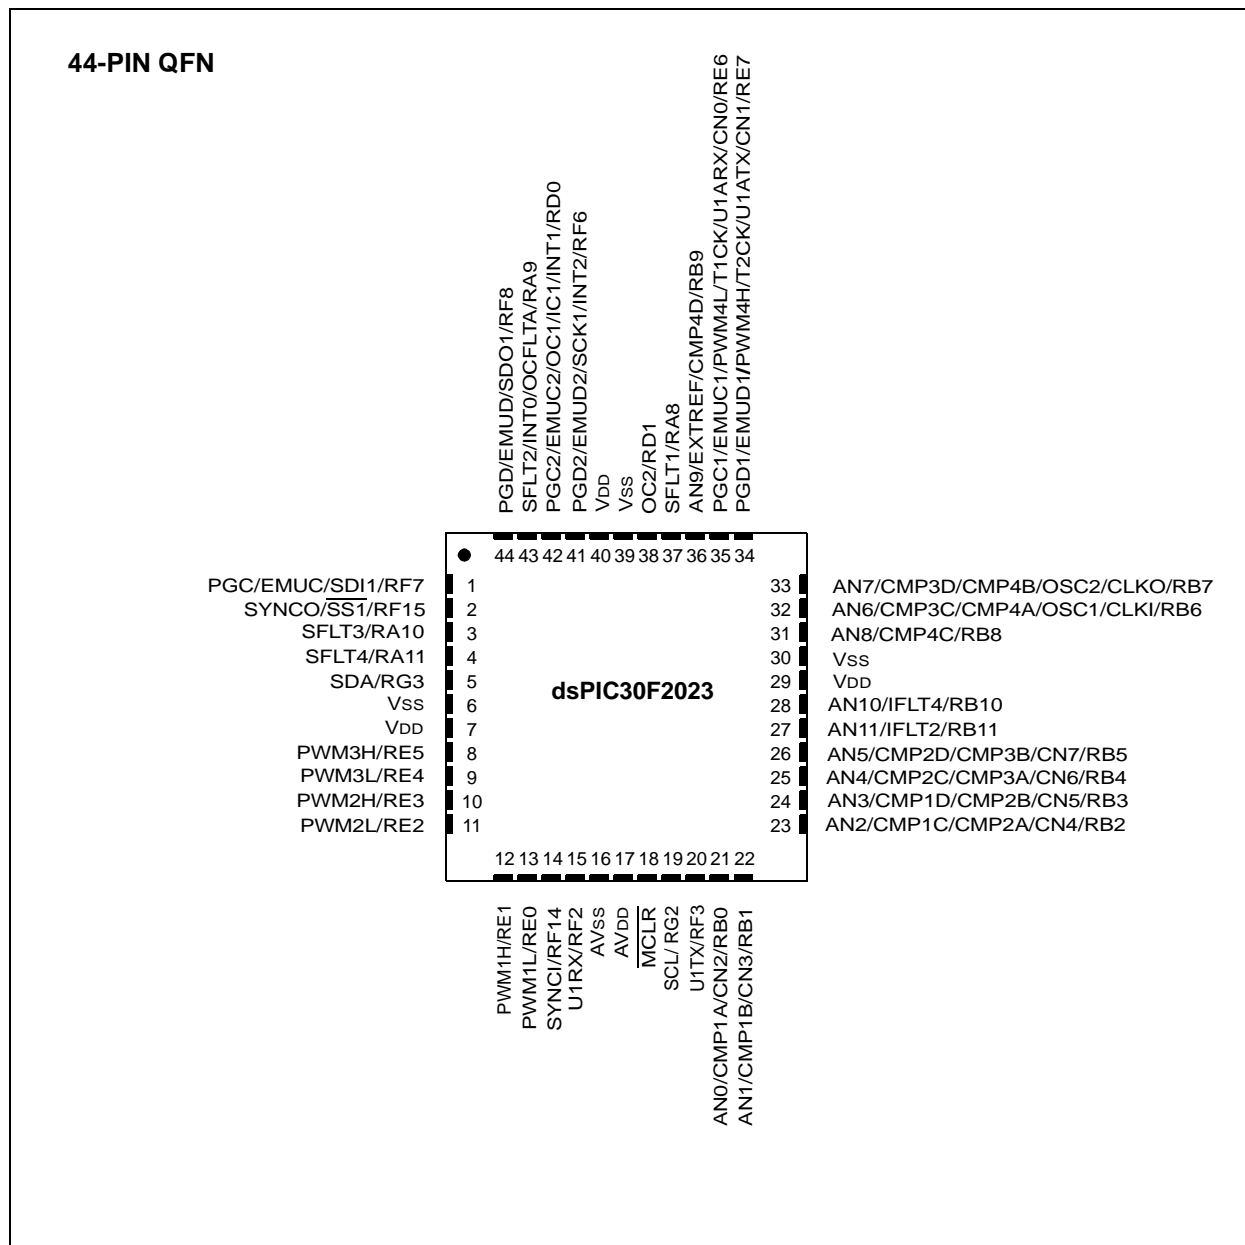 44-PIN QFN
PGD/EMUD/SDO1/RF8
SFLT2/INT0/OCFLTA/RA9
PGC2/EMUC2/OC1/IC1/INT1/RD0
PGD2/EMUD2/SCK1/INT2/RF6
VDD
VSS
OC2/RD1
SFLT1/RA8
AN9/EXTREF/CMP4D/RB9
PGC1/EMUC1/PWM4L/T1CK/U1ARX/CN0/RE6
PGD1/EMUD1/PWM4H/T2CK/U1ATX/CN1/RE7
44 43 42 41 40 39 38 37 36 35 34
PGC/EMUC/SDI1/RF7 1
SYNCO/SS1/RF15 2
SFLT3/RA10 3
SFLT4/RA11 4
SDA/RG3 5
VSS 6
VDD 7
PWM3H/RE5 8
PWM3L/RE4 9
PWM2H/RE3 10
PWM2L/RE2 11
dsPIC30F2023
33 AN7/CMP3D/CMP4B/OSC2/CLKO/RB7
32 AN6/CMP3C/CMP4A/OSC1/CLKI/RB6
31 AN8/CMP4C/RB8
30 VSS
29 VDD
28 AN10/IFLT4/RB10
27 AN11/IFLT2/RB11
26 AN5/CMP2D/CMP3B/CN7/RB5
25 AN4/CMP2C/CMP3A/CN6/RB4
24 AN3/CMP1D/CMP2B/CN5/RB3
23 AN2/CMP1C/CMP2A/CN4/RB2
12 13 14 15 16 17 18 19 20 21 22
PWM1H/RE1
PWM1L/RE0
SYNCI/RF14
U1RX/RF2
AVSS
AVDD
MCLR
SCL/ RG2
U1TX/RF3
AN0/CMP1A/CN2/RB0
AN1/CMP1B/CN3/RB1